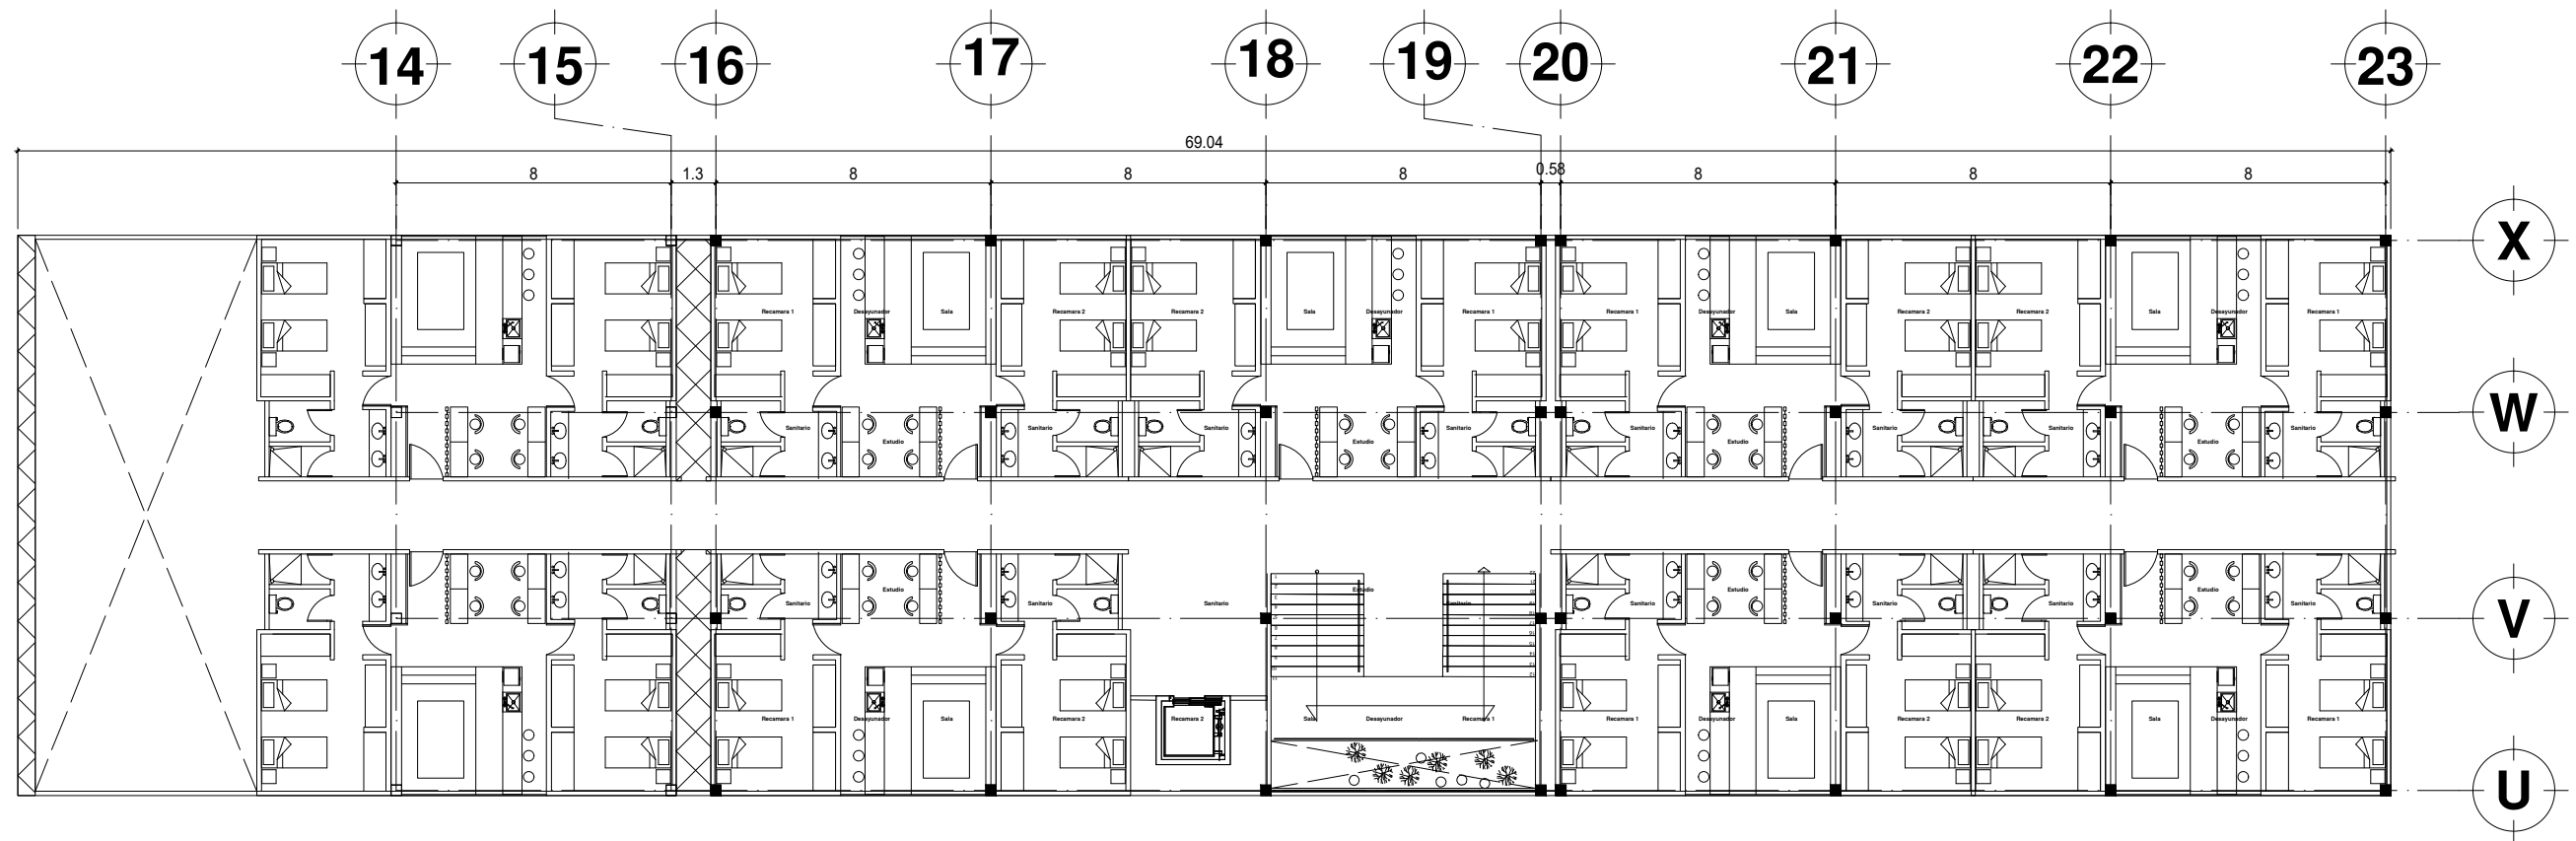 14 15 16 17 18 19 20 21 22 23
69.04
8 1.3 8 8 8 0.58 8 8 8
X
Recamara 1 Desayunador Sala Recamara 2 Recamara 2 Sala Desayunador Recamara 1 Recamara 1 Desayunador Sala Recamara 2 Recamara 2 Sala Desayunador Recamara 1
W
Sanitario Estudio Sanitario Sanitario Estudio Sanitario Sanitario Estudio Sanitario Sanitario Estudio Sanitario
Estudio Estudio Estudio Estudio
Sanitario Sanitario Sanitario Sanitario Sanitario Sanitario Sanitario Sanitario
V
Recamara 1 Desayunador Sala Recamara 2 Recamara 2 Sala Desayunador Recamara 1 Recamara 1 Desayunador Sala Recamara 2 Recamara 2 Sala Desayunador Recamara 1
U